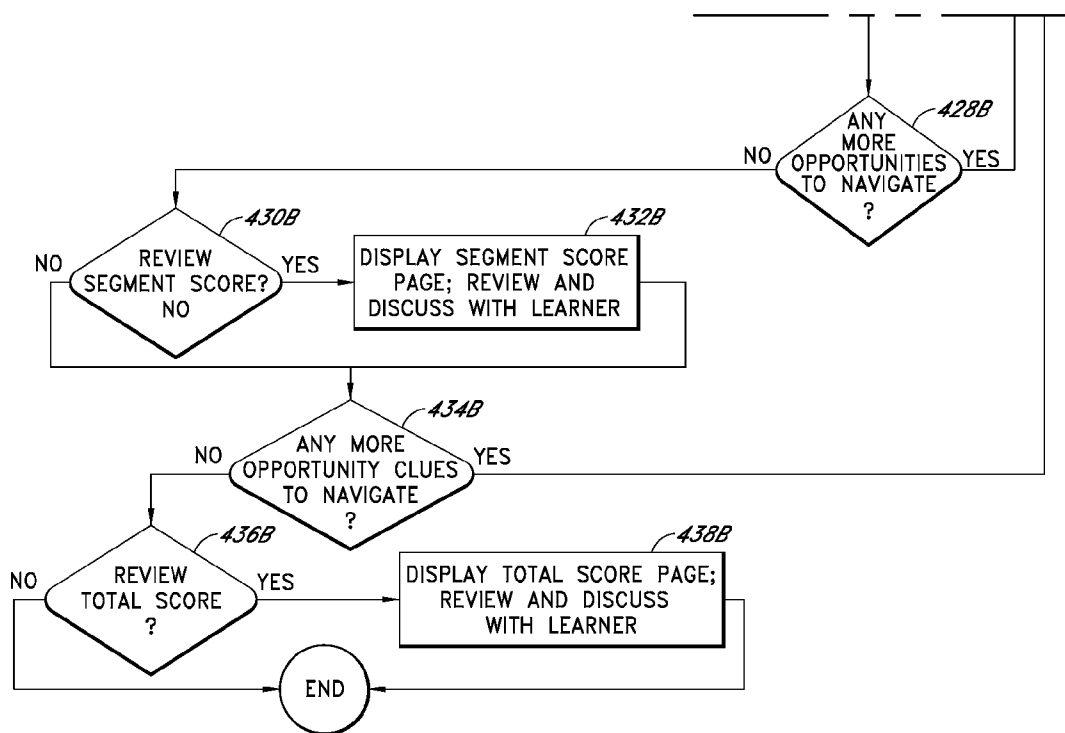 428B
ANY
MORE
OPPORTUNITIES
TO NAVIGATE
?
NO
YES
430B
REVIEW
SEGMENT SCORE?
NO
NO
YES
432B
DISPLAY SEGMENT SCORE
PAGE; REVIEW AND
DISCUSS WITH LEARNER
434B
ANY MORE
OPPORTUNITY CLUES
TO NAVIGATE
?
NO
YES
436B
REVIEW
TOTAL SCORE
?
NO
YES
438B
DISPLAY TOTAL SCORE PAGE;
REVIEW AND DISCUSS
WITH LEARNER
END